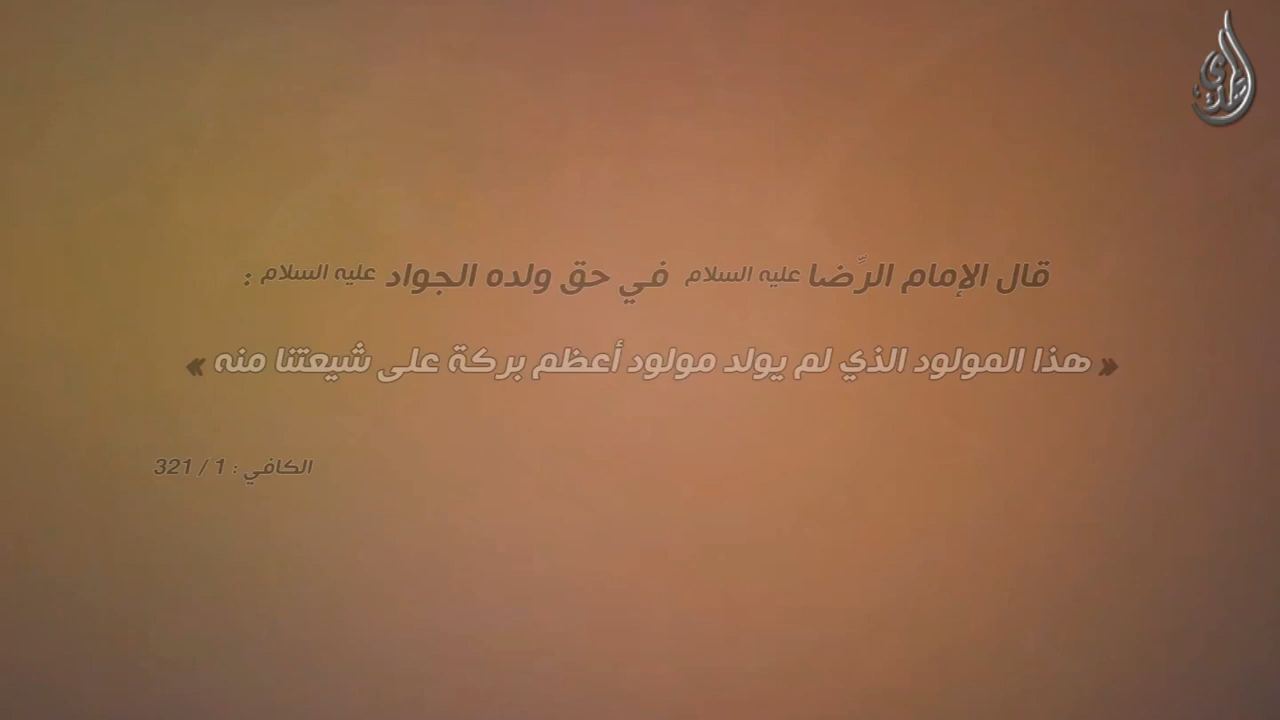 قال الإمام الرّضا عليه السلام في حق ولده الجواد عليه السلام :
« هذا المولود الذي لم يولد مولود أعظم بركة على شيعتنا منه »
الكافي : 1 / 321